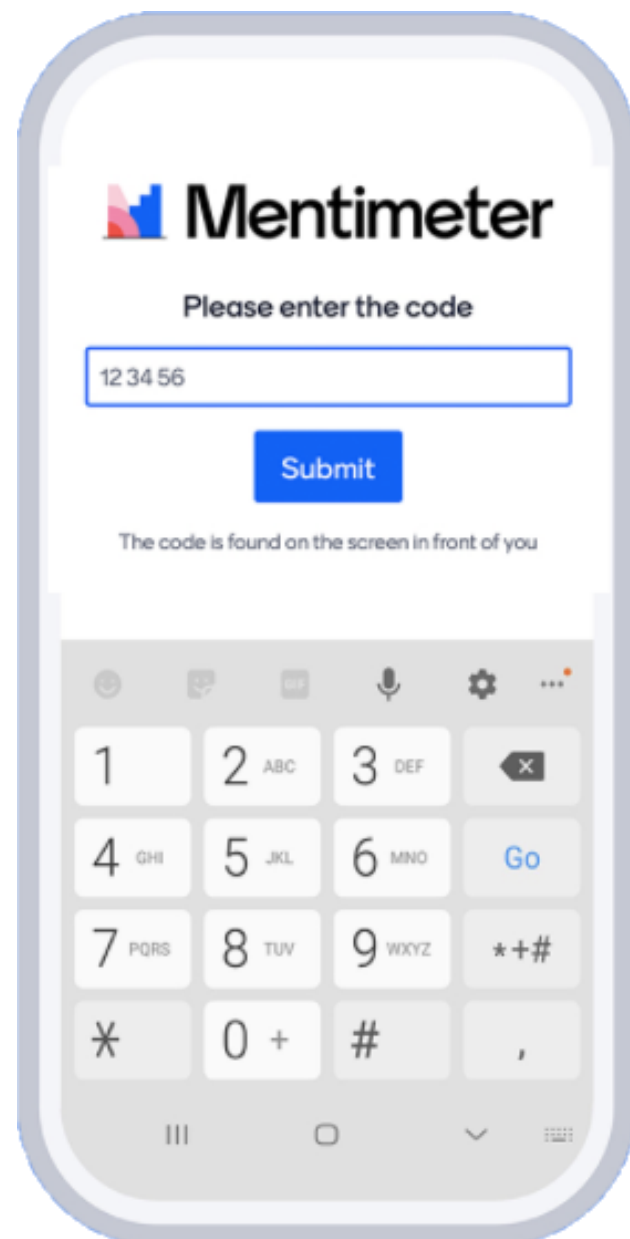 Mentimeter
Please enter the code
12 34 56
Submit
The code is found on the screen in front of you
GIF
1 2 ABC 3 DEF
4 GHI 5 JKL 6 MNO Go
7 PQRS 8 TUV 9 WXYZ *+#
* 0 + # ,